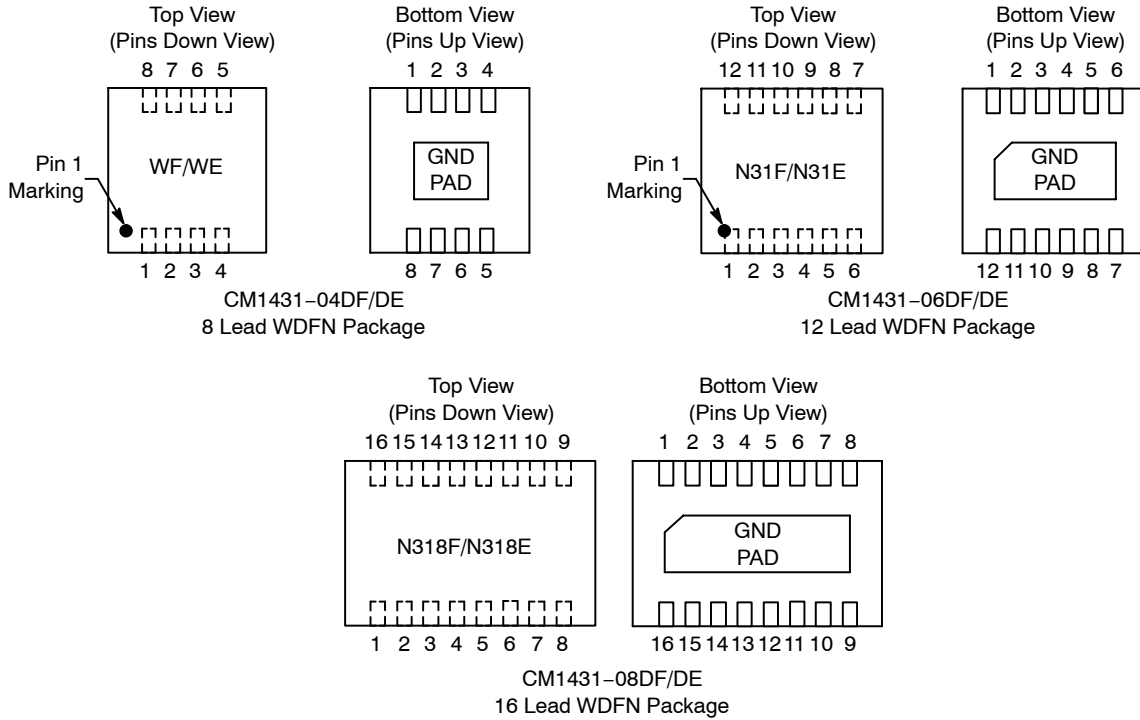 Top View
(Pins Down View)
8 7 6 5
WF/WE
Pin 1
Marking
1 2 3 4
Bottom View
(Pins Up View)
1 2 3 4
GND
PAD
8 7 6 5
CM1431−04DF/DE
8 Lead WDFN Package
Top View
(Pins Down View)
12 11 10 9 8 7
N31F/N31E
Pin 1
Marking
1 2 3 4 5 6
Bottom View
(Pins Up View)
1 2 3 4 5 6
GND
PAD
12 11 10 9 8 7
CM1431−06DF/DE
12 Lead WDFN Package
Top View
(Pins Down View)
16 15 14 13 12 11 10 9
N318F/N318E
1 2 3 4 5 6 7 8
Bottom View
(Pins Up View)
1 2 3 4 5 6 7 8
GND
PAD
16 15 14 13 12 11 10 9
CM1431−08DF/DE
16 Lead WDFN Package